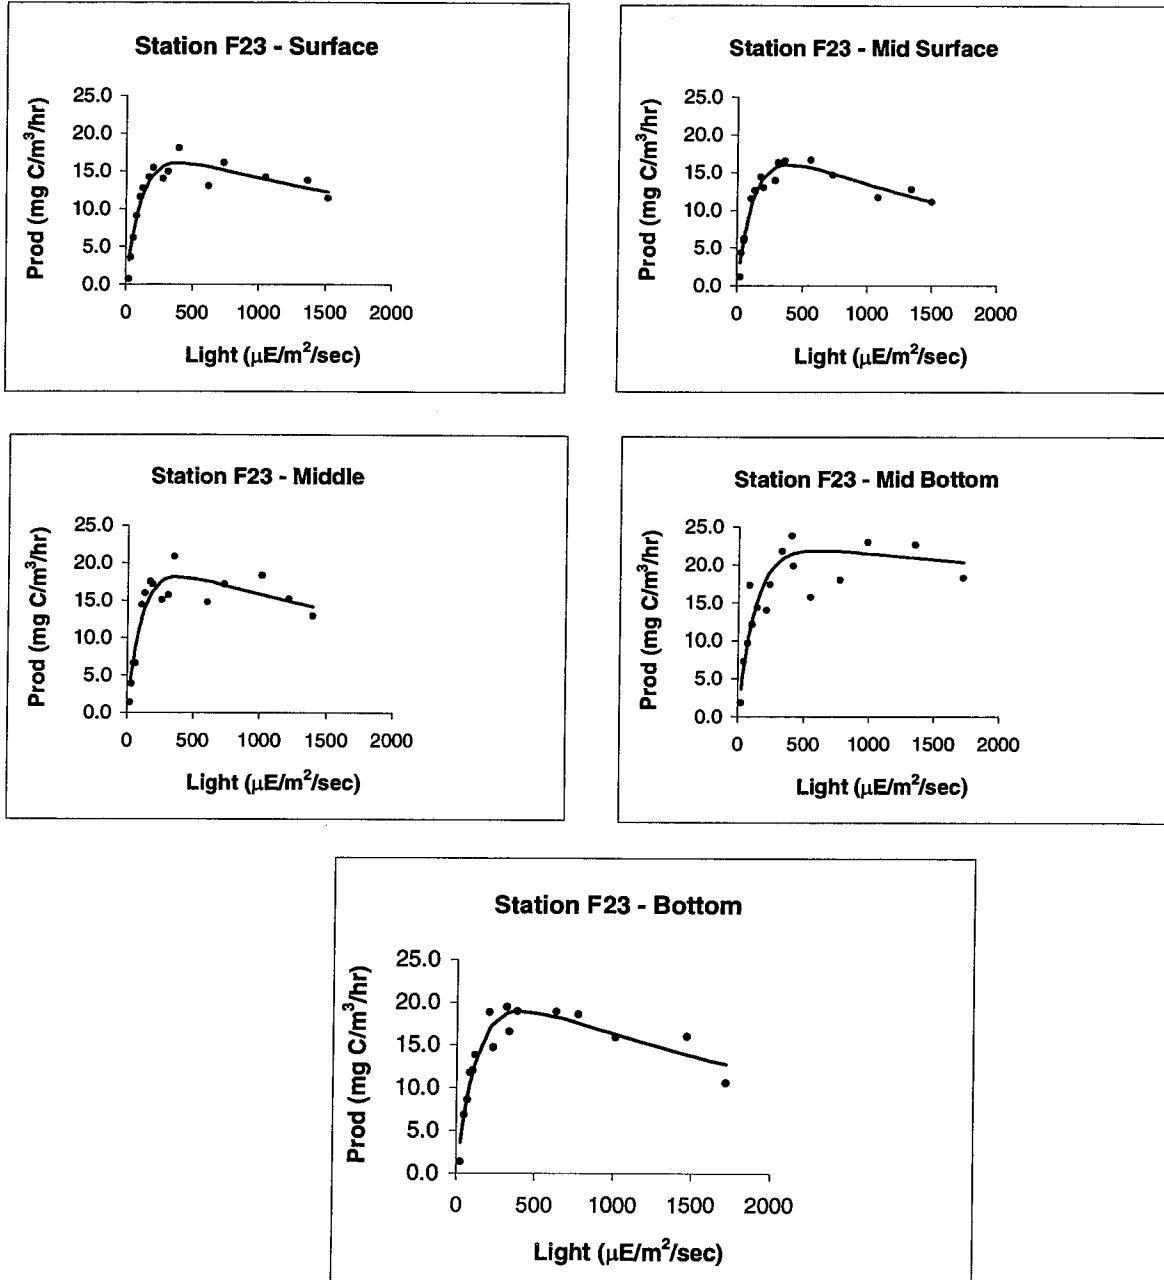 Station F23 - Surface
Prod (mg C/m³/hr)
25.0
20.0
15.0
10.0
5.0
0.0
0 500 1000 1500 2000
Light (µE/m²/sec)
Station F23 - Mid Surface
Prod (mg C/m³/hr)
25.0
20.0
15.0
10.0
5.0
0.0
0 500 1000 1500 2000
Light (µE/m²/sec)
Station F23 - Middle
Prod (mg C/m³/hr)
25.0
20.0
15.0
10.0
5.0
0.0
0 500 1000 1500 2000
Light (µE/m²/sec)
Station F23 - Mid Bottom
Prod (mg C/m³/hr)
25.0
20.0
15.0
10.0
5.0
0.0
0 500 1000 1500 2000
Light (µE/m²/sec)
Station F23 - Bottom
Prod (mg C/m³/hr)
25.0
20.0
15.0
10.0
5.0
0.0
0 500 1000 1500 2000
Light (µE/m²/sec)